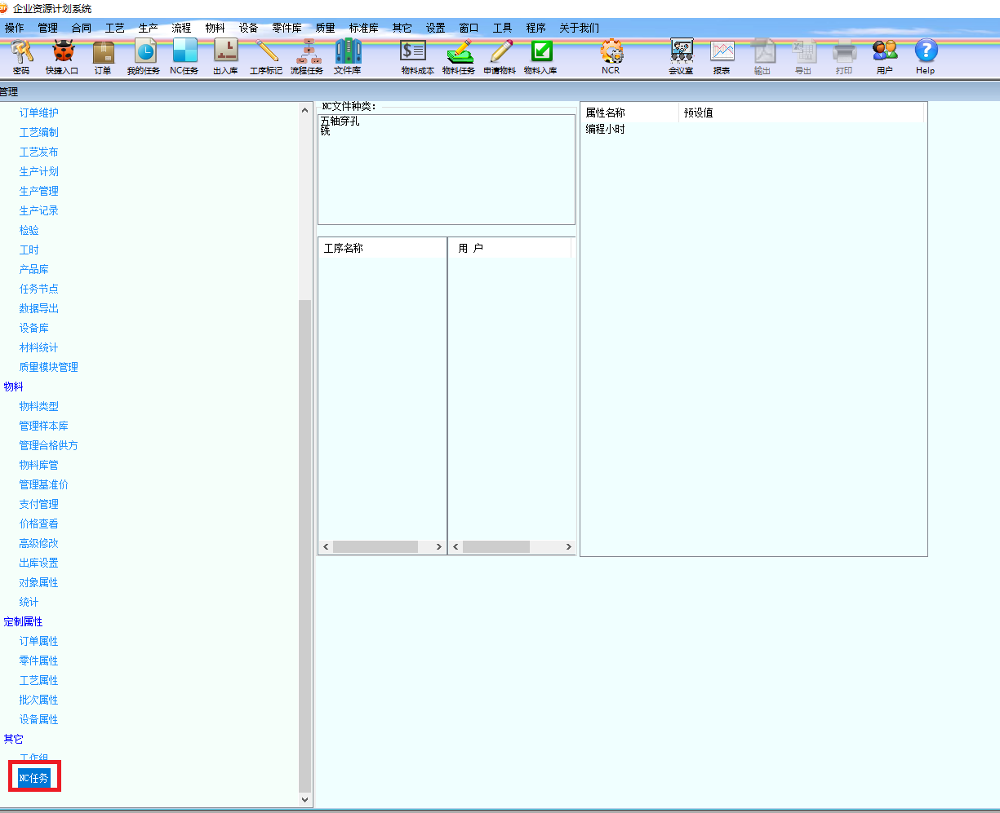 企业资源计划系统
操作 管理 合同 工艺 生产 流程 物料 设备 零件库 质量 标准库 其它 设置 窗口 工具 程序 关于我们
密码 快捷入口 订单 我的任务 NC任务 出入库 工序标记 流程任务 文件库 物料成本 物料任务 申请物料 物料入库 NCR 会议室 报表 输出 导出 打印 用户 Help
管理
订单维护
工艺编制
工艺发布
生产计划
生产管理
生产记录
检验
工时
产品库
任务节点
数据导出
设备库
材料统计
质量模块管理
物料
物料类型
管理样本库
管理合格供方
物料库管
管理基准价
支付管理
价格查看
高级修改
出库设置
对象属性
统计
定制属性
订单属性
零件属性
工艺属性
批次属性
设备属性
其它
工作组
NC任务
NC文件种类：
五轴穿孔
铣
工序名称
用 户
属性名称 预设值
编程小时